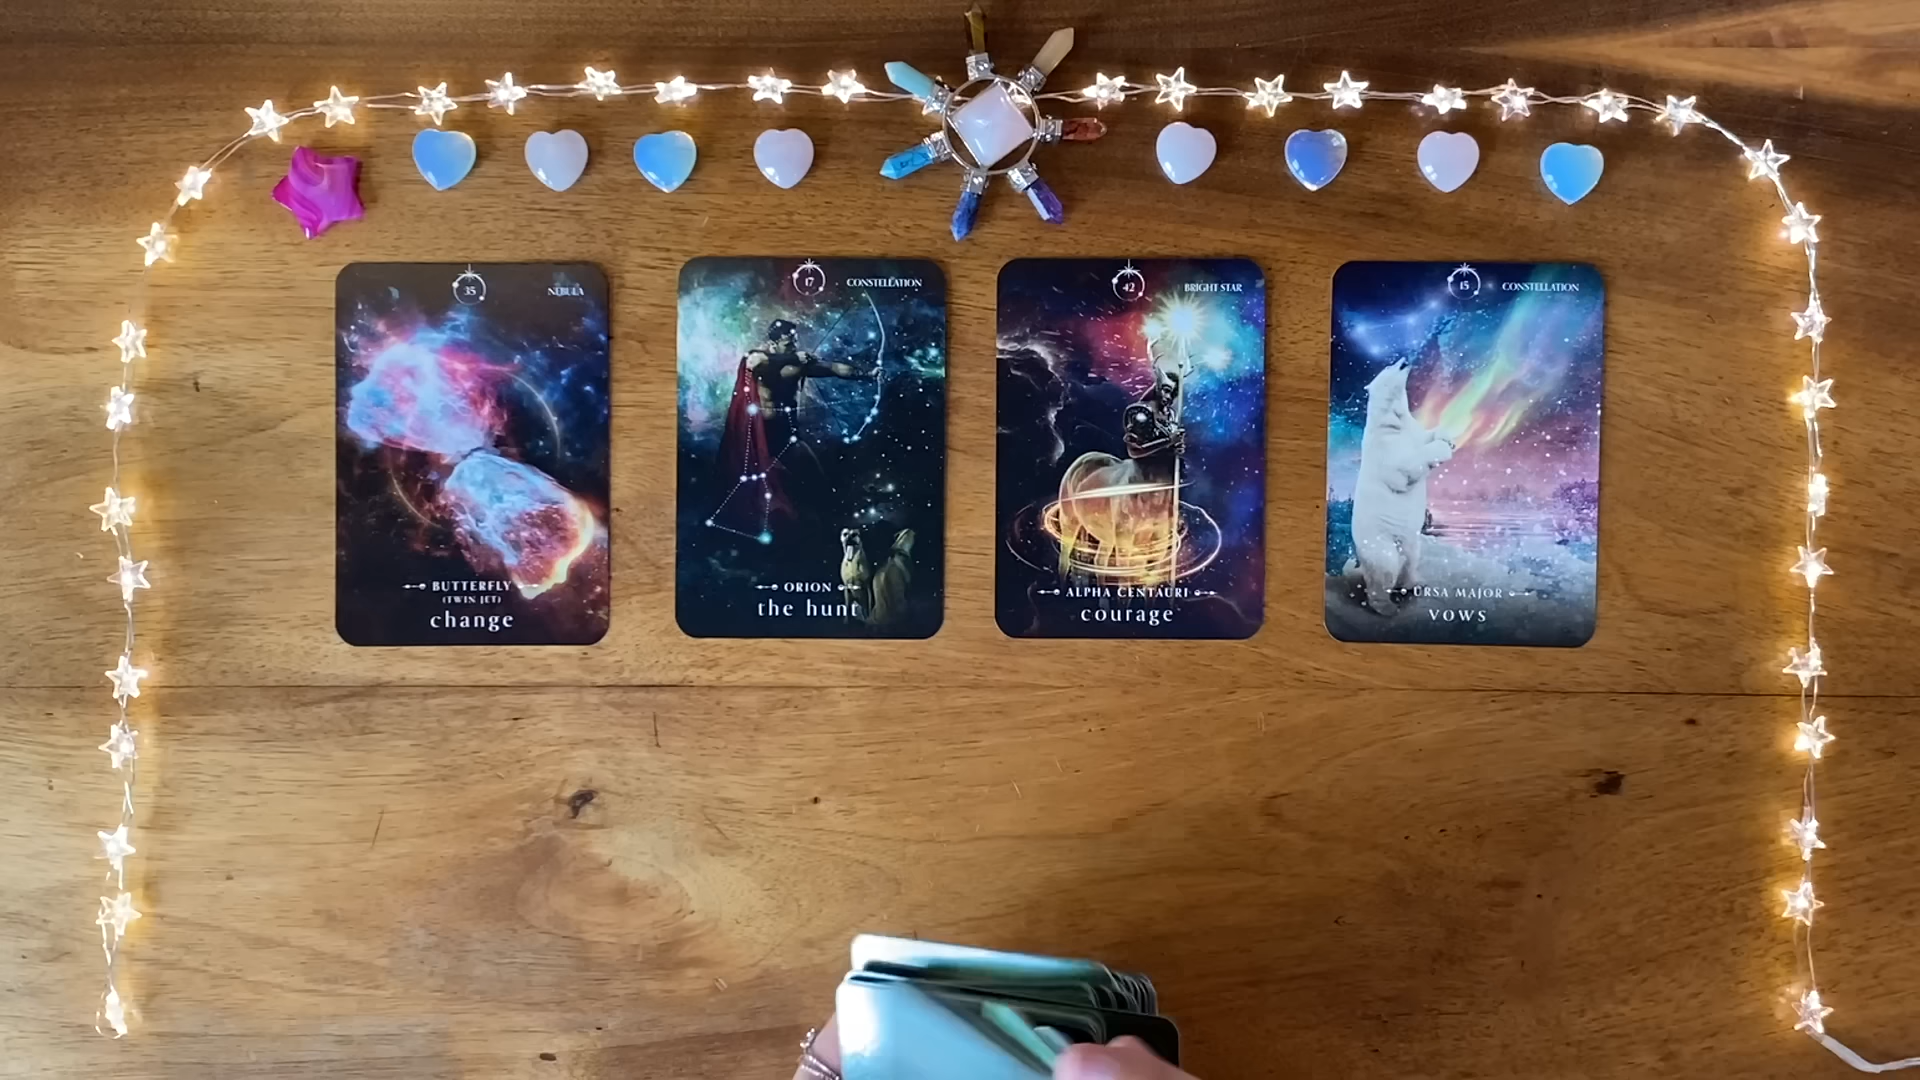 35
NEBULA
BUTTERFLY
(TWIN JET)
change
17
CONSTELLATION
ORION
the hunt
42
BRIGHT STAR
ALPHA CENTAURI
courage
15
CONSTELLATION
URSA MAJOR
vows